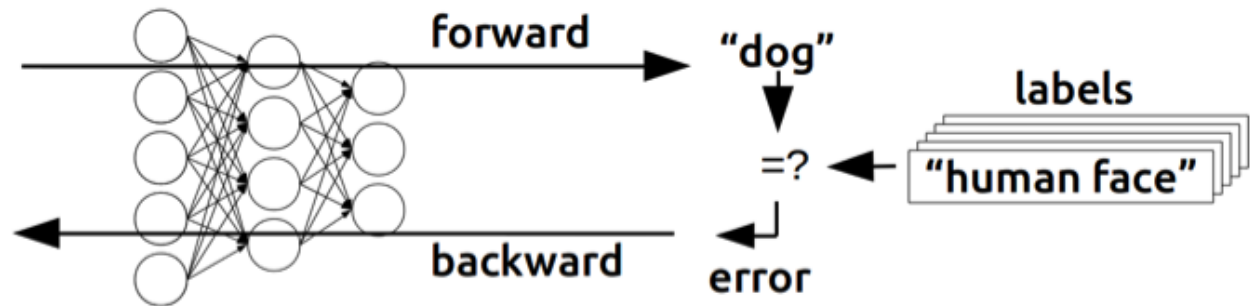 forward
“dog”
labels
=?
“human face”
backward
error